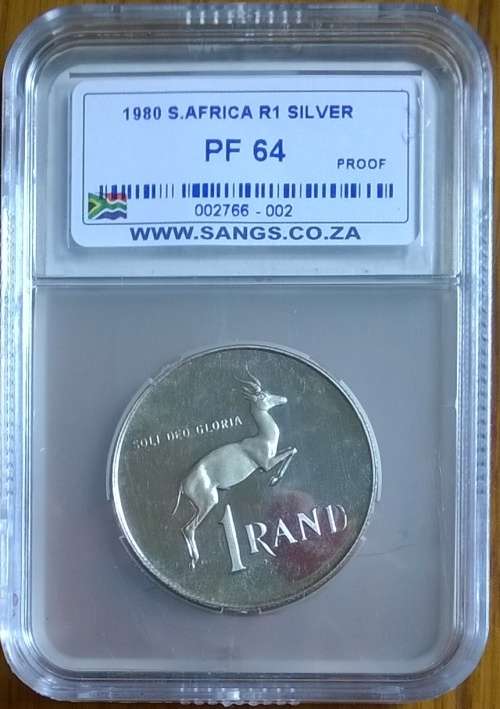 1980 S.AFRICA R1 SILVER
PF 64
PROOF
002766 - 002
WWW.SANGS.CO.ZA
SOLI DEO GLORIA
1 RAND